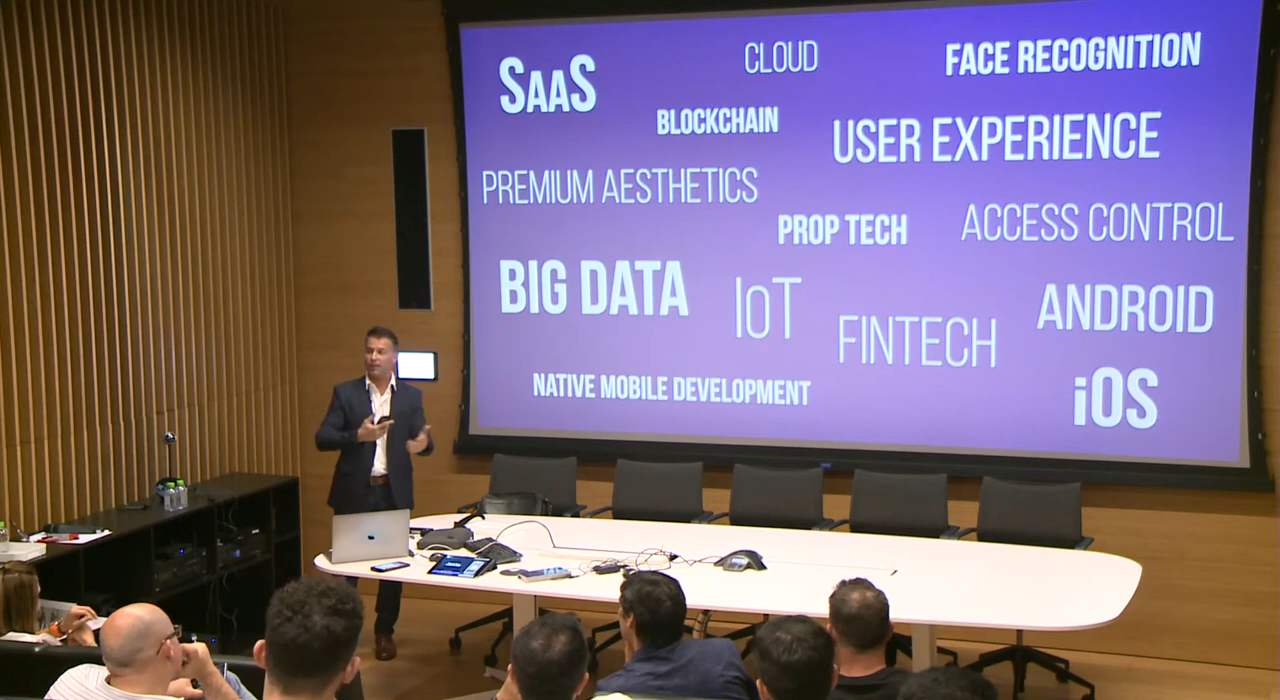 SaaS
CLOUD
FACE RECOGNITION
BLOCKCHAIN
USER EXPERIENCE
PREMIUM AESTHETICS
PROP TECH
ACCESS CONTROL
BIG DATA
IoT
FINTECH
ANDROID
NATIVE MOBILE DEVELOPMENT
iOS